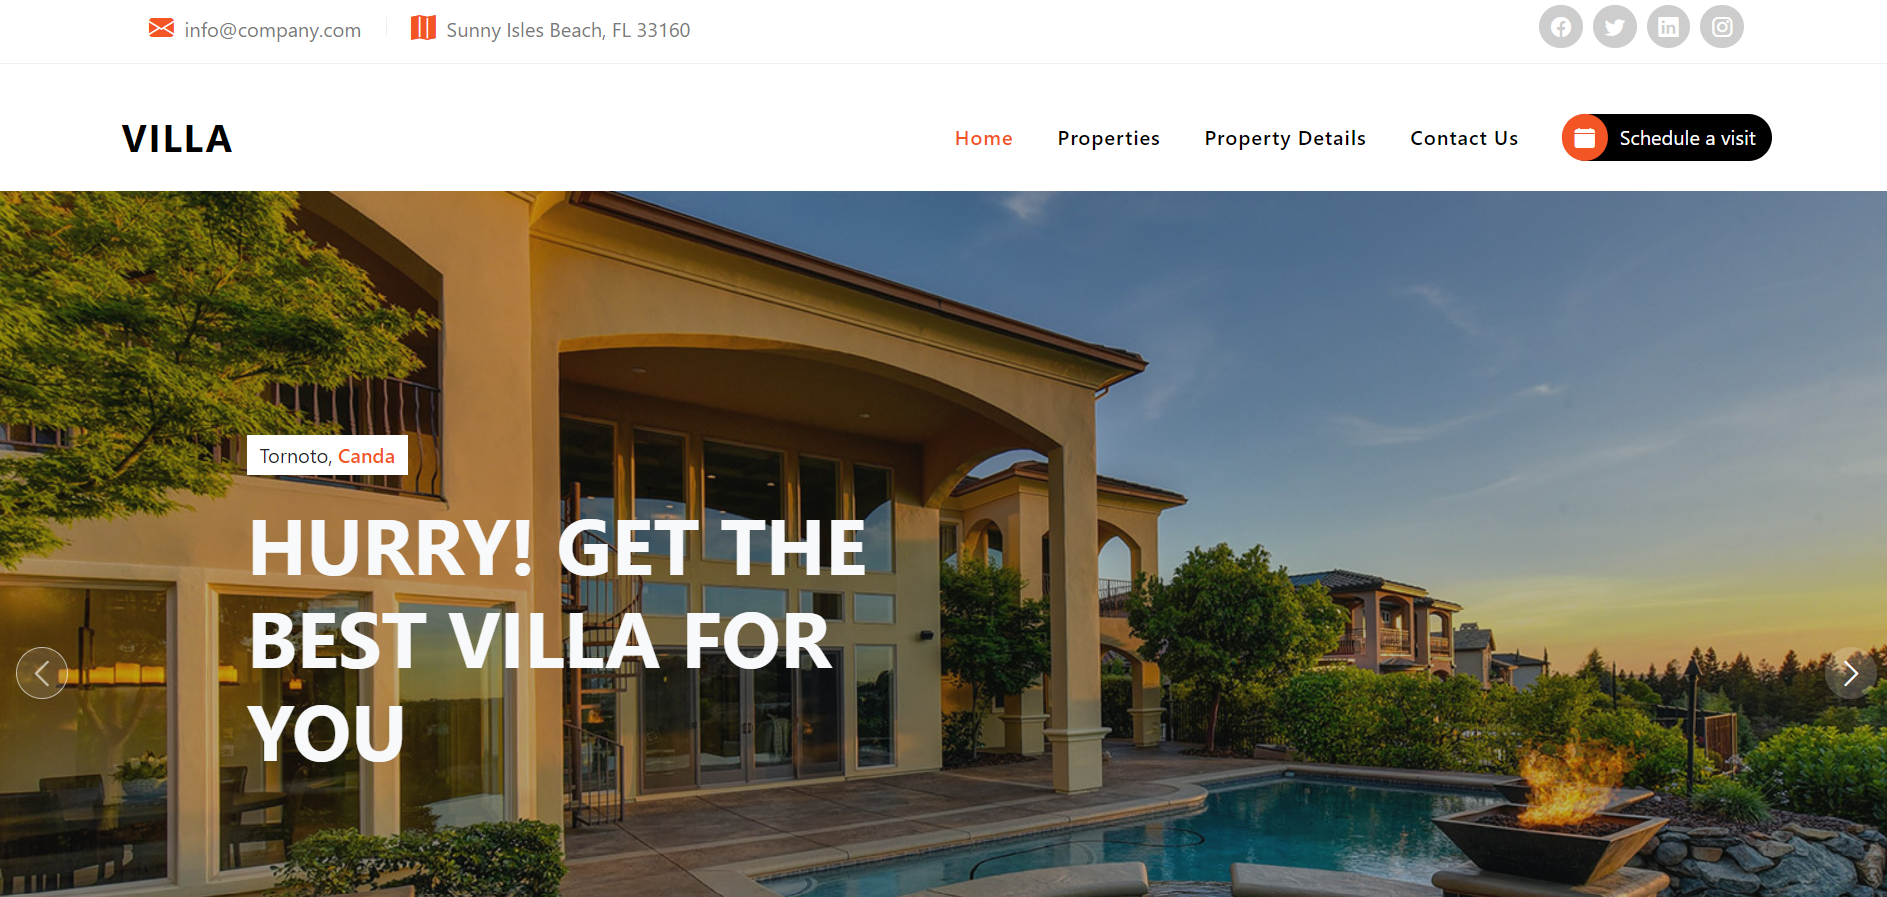 info@company.com
Sunny Isles Beach, FL 33160
VILLA
Home
Properties
Property Details
Contact Us
Schedule a visit
Tornoto, Canda
HURRY! GET THE
BEST VILLA FOR
YOU